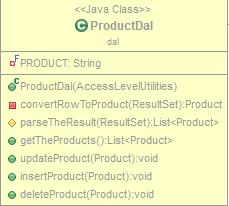 <<Java Class>>
C ProductDal
dal
F PRODUCT: String
C ProductDal(AccessLevelUtilities)
convertRowToProduct(ResultSet):Product
parseTheResult(ResultSet):List<Product>
getTheProducts():List<Product>
updateProduct(Product):void
insertProduct(Product):void
deleteProduct(Product):void